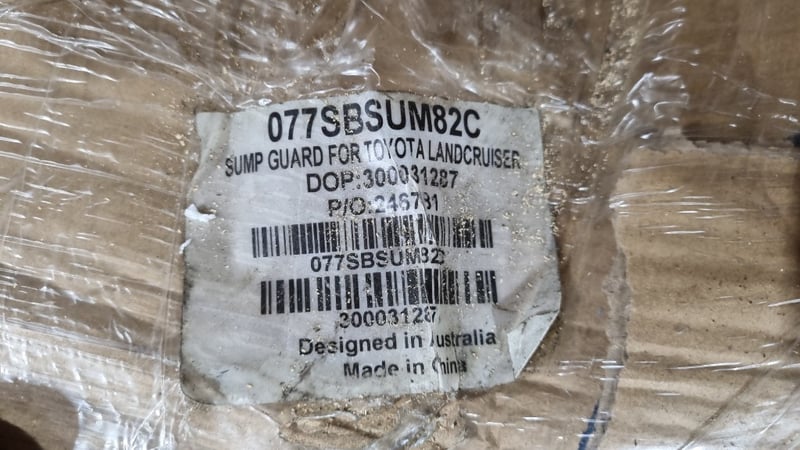 077SBSUM82C
SUMP GUARD FOR TOYOTA LANDCRUISER
DOP:300031287
P/O:246781
077SBSUM82C
300031287
Designed in Australia
Made in China